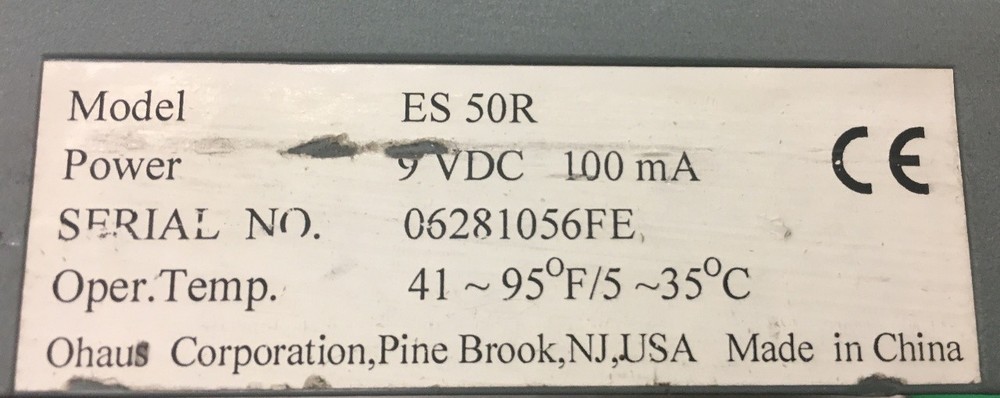 Model ES 50R
Power 9 VDC 100 mA
CE
SERIAL NO. 06281056FE
Oper.Temp. 41 ~ 95°F/5 ~35°C
Ohaus Corporation,Pine Brook,NJ,USA Made in China